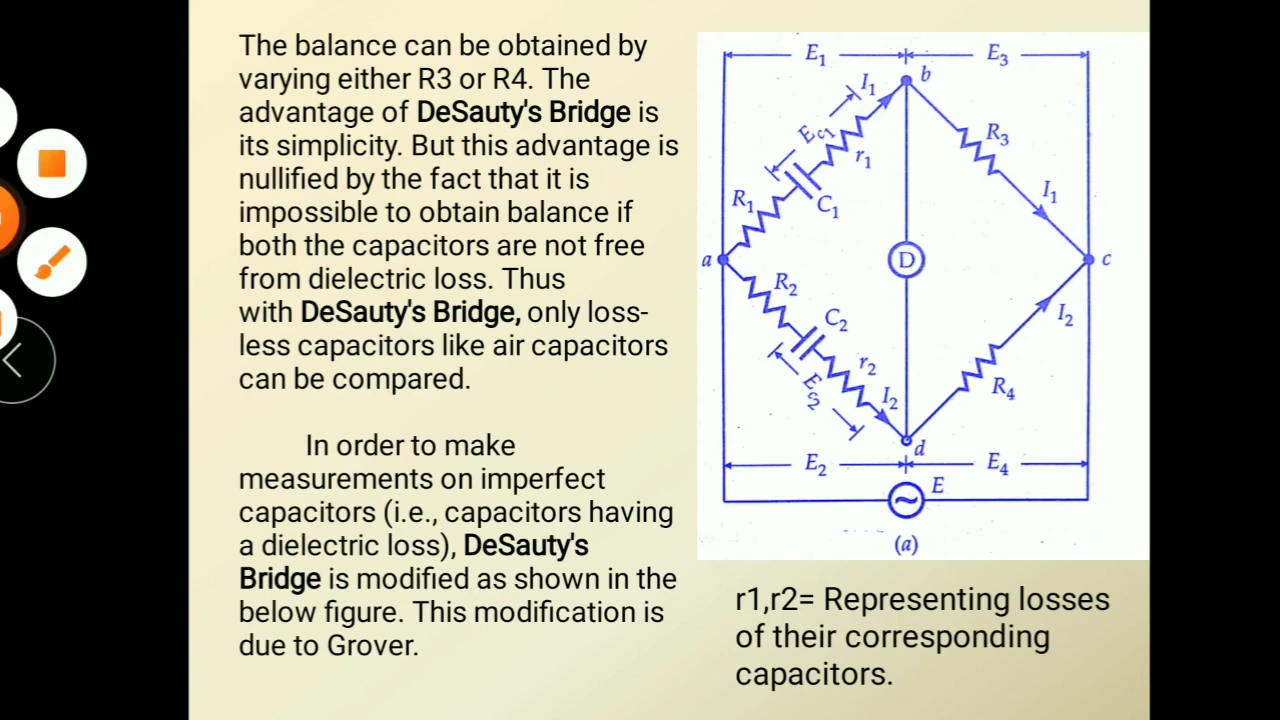 The balance can be obtained by
varying either R3 or R4. The
advantage of DeSauty's Bridge is
its simplicity. But this advantage is
nullified by the fact that it is
impossible to obtain balance if
both the capacitors are not free
from dielectric loss. Thus
with DeSauty's Bridge, only loss-
less capacitors like air capacitors
can be compared.
In order to make
measurements on imperfect
capacitors (i.e., capacitors having
a dielectric loss), DeSauty's
Bridge is modified as shown in the
below figure. This modification is
due to Grover.
E1 E3
I1 b
Ec1
r1
R3
R1 C1
I1
a D c
R2
C2
I2
r2
Ec2
I2
R4
d
E2 E4
E
(a)
r1,r2= Representing losses
of their corresponding
capacitors.